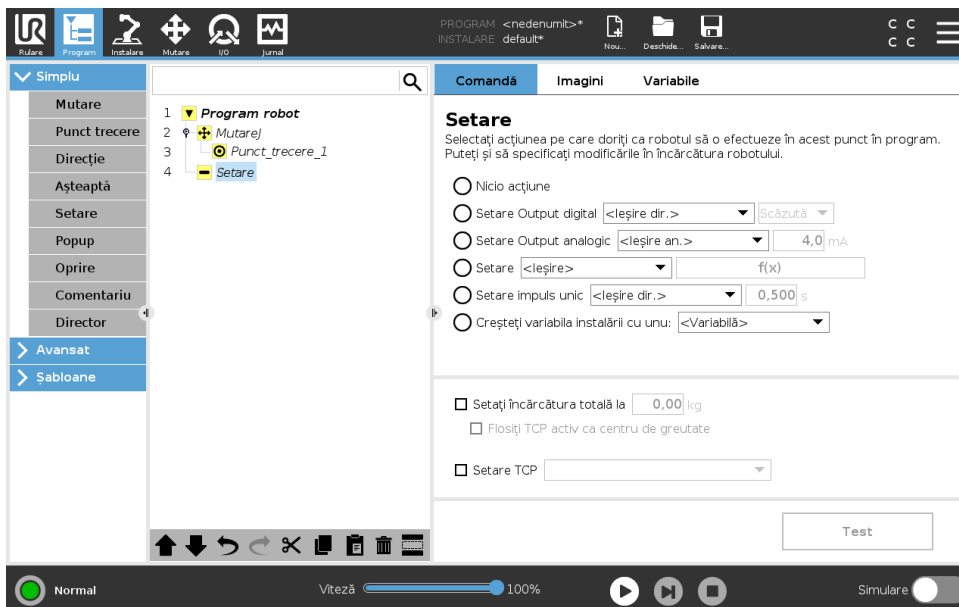 PROGRAM <nedenumit>*
INSTALARE default*
Rulare
Program
Instalare
Mutare
I/O
Jurnal
Nou...
Deschide...
Salvare...
C C
C C
Simplu
Mutare
Punct trecere
Direcție
Așteaptă
Setare
Popup
Oprire
Comentariu
Director
Avansat
Șabloane
1 Program robot
2 MutareJ
3 Punct_trecere_1
4 Setare
Comandă
Imagini
Variabile
Setare
Selectați acțiunea pe care doriți ca robotul să o efectueze în acest punct în program.
Puteți și să specificați modificările în încărcătura robotului.
Nicio acțiune
Setare Output digital <Ieșire dir.> Scăzută
Setare Output analogic <Ieșire an.> 4,0 mA
Setare <Ieșire> f(x)
Setare impuls unic <Ieșire dir.> 0,500 s
Creșteți variabila instalării cu unu: <Variabilă>
Setați încărcătura totală la 0,00 kg
Flosiți TCP activ ca centru de greutate
Setare TCP
Test
Normal
Viteză 100%
Simulare